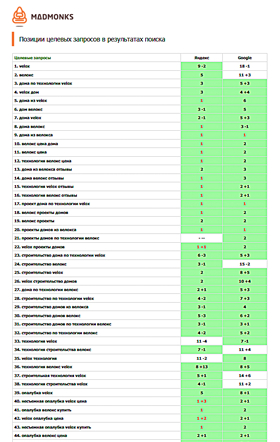 MADMONKS
Позиции целевых запросов в результатах поиска
Целевые запросы Яндекс Google
1. velox 9 -2 18 -1
2. велокс 5 11 +3
3. дома по технологии velox 3 5 +3
4. velox дом 3 4 +4
5. дома из velox 1 6
6. дом велокс 3 -1 5
7. дома velox 2 -1 5 +3
8. дома велокс 1 3 -1
9. дома из велокса 1 1
10. велокс цена дома 1 2
11. велокс цена 1 2
12. технология велокс цена 1 2
13. дома из велокса отзывы 2 3
14. дома велокс отзывы 1 3
15. технология velox отзывы 1 2 +1
16. velox отзывы 1 2 +1
17. проект дома по технологии velox 1 1
18. велокс проекты домов 1 2
19. велокс проекты 2 2
20. проекты домов из велокса 1 1
21. проекты домов по технологии велокс - -- 2
22. velox проекты домов 1 +5 2
23. строительство дома по технологии velox 6 -3 5 +3
24. строительство велокс 3 -1 15 -2
25. строительство velox 2 8 +5
26. velox строительство домов 2 10 +4
27. дома по технологии велокс 2 +1 5 +3
28. строительство домов по технологии velox 4 -2 7 +3
29. строительство домов из велокса 3 -1 4
30. строительство домов велокс 5 -3 6 +2
31. строительство домов по технологии велокс 3 -1 3 +1
32. строительство по технологии велокс 4 -2 5 +2
33. технология velox 11 -4 7 -1
34. технология строительства велокс 7 -1 11 +4
35. velox технология 11 -2 8
36. технология велокс velox 8 +13 8 +5
37. строительная технология velox 5 +1 14 +6
38. технология строительства velox 4 -1 11 +2
39. опалубка velox 5 8 +1
40. несъемная опалубка velox цена 1 +3 2 +1
41. несъемная опалубка велокс купить 1 2
42. velox опалубка цена 1 +2 2 +1
43. опалубка велокс купить 1 2
44. опалубка велокс цена 2 +1 2 +1